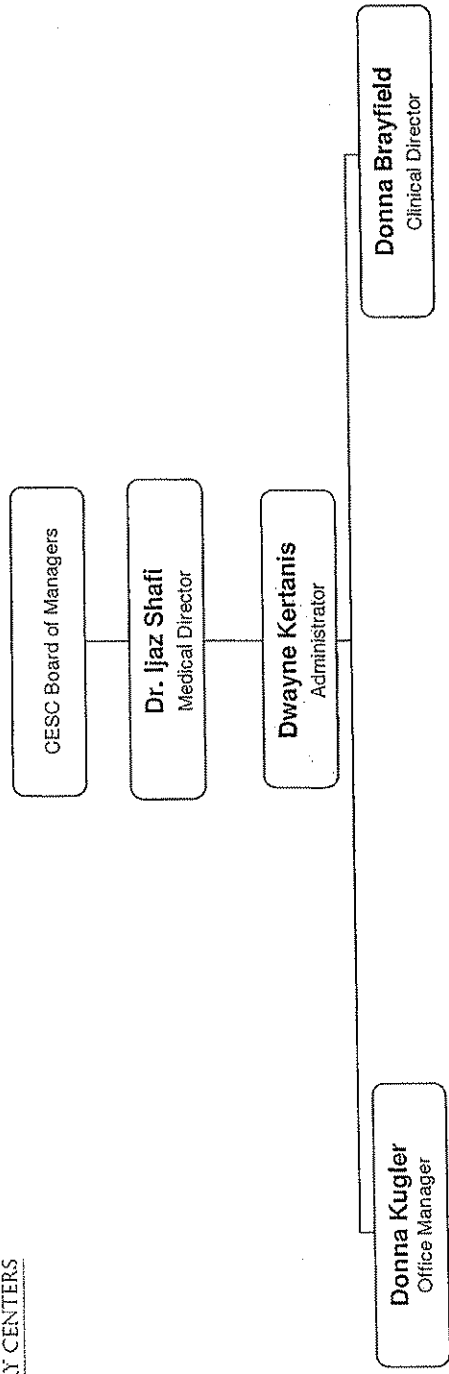 RY CENTERS
CESC Board of Managers
Dr. Ijaz Shafi
Medical Director
Dwayne Kertanis
Administrator
Donna Kugler
Office Manager
Donna Brayfield
Clinical Director